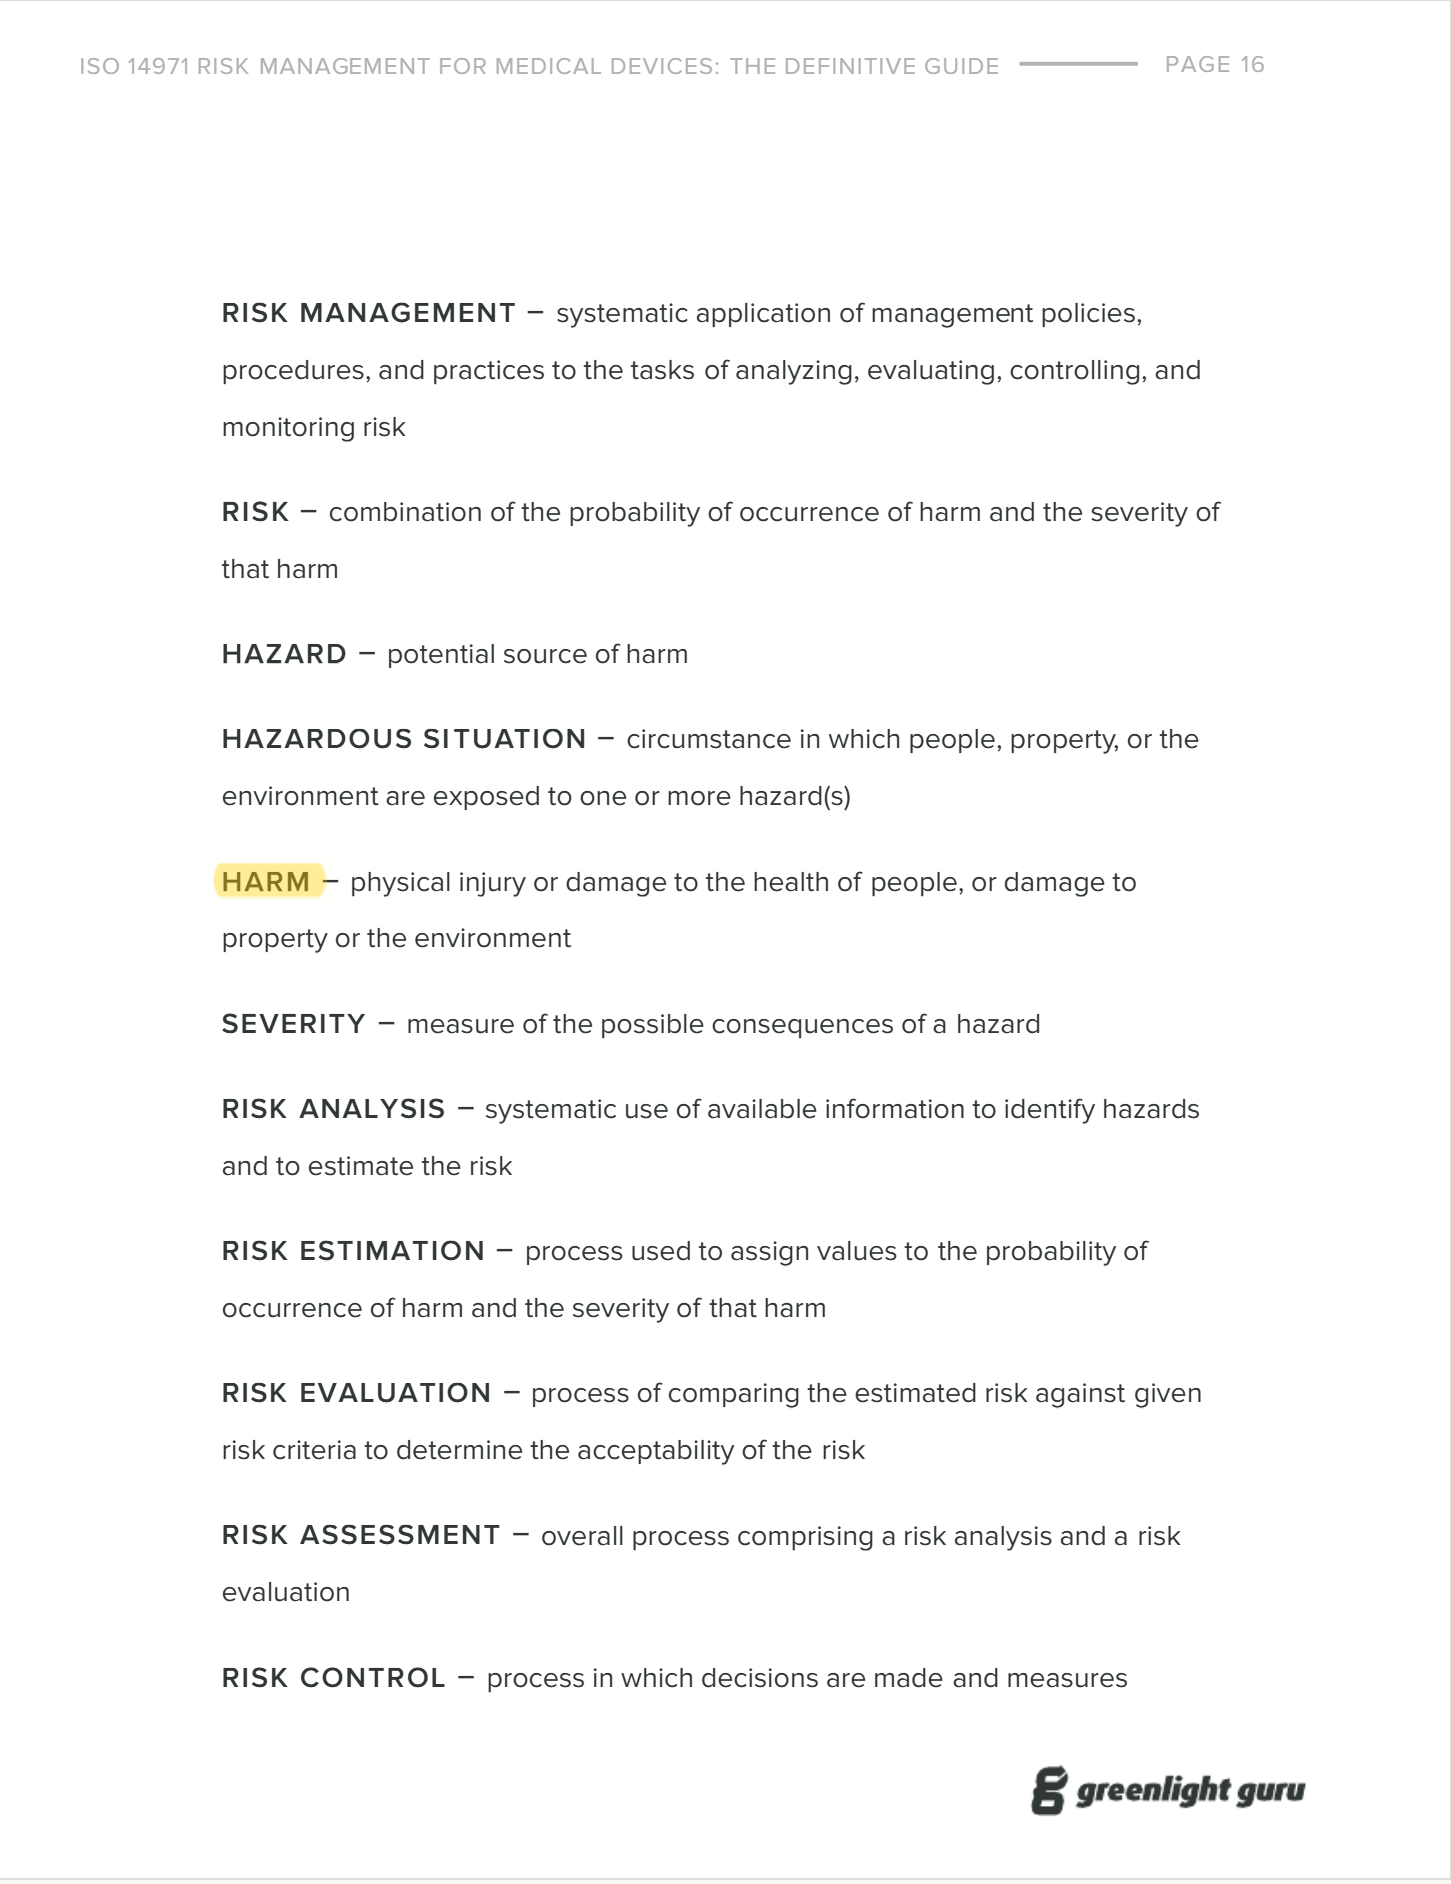 ISO 14971 RISK MANAGEMENT FOR MEDICAL DEVICES: THE DEFINITIVE GUIDE PAGE 16
RISK MANAGEMENT – systematic application of management policies,
procedures, and practices to the tasks of analyzing, evaluating, controlling, and
monitoring risk
RISK – combination of the probability of occurrence of harm and the severity of
that harm
HAZARD – potential source of harm
HAZARDOUS SITUATION – circumstance in which people, property, or the
environment are exposed to one or more hazard(s)
HARM – physical injury or damage to the health of people, or damage to
property or the environment
SEVERITY – measure of the possible consequences of a hazard
RISK ANALYSIS – systematic use of available information to identify hazards
and to estimate the risk
RISK ESTIMATION – process used to assign values to the probability of
occurrence of harm and the severity of that harm
RISK EVALUATION – process of comparing the estimated risk against given
risk criteria to determine the acceptability of the risk
RISK ASSESSMENT – overall process comprising a risk analysis and a risk
evaluation
RISK CONTROL – process in which decisions are made and measures
greenlight guru